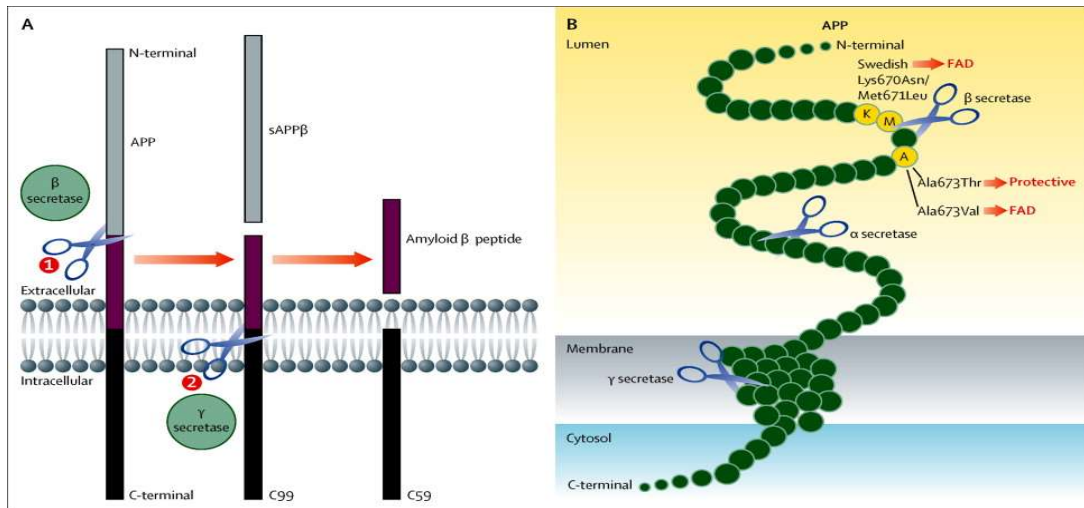 A
N-terminal
APP
sAPPβ
β
secretase
1
Amyloid β peptide
Extracellular
Intracellular
2
γ
secretase
C-terminal
C99
C59
B
APP
Lumen
N-terminal
Swedish FAD
Lys670Asn/
Met671Leu
β secretase
K
M
A
Ala673Thr Protective
Ala673Val FAD
α secretase
Membrane
γ secretase
Cytosol
C-terminal